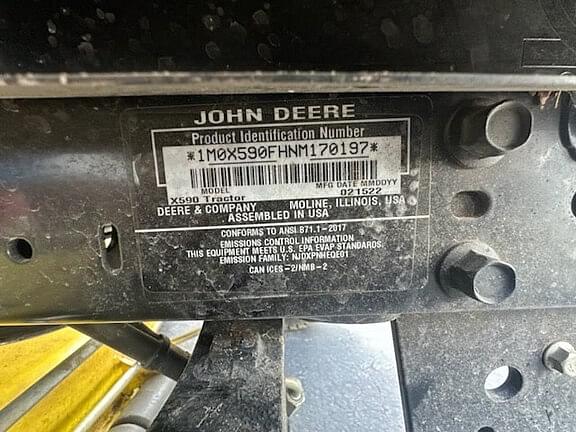 JOHN DEERE
Product Identification Number
*1M0X590FHNM170197*
MODEL MFG DATE MMDDYY
X590 Tractor 021522
DEERE & COMPANY MOLINE, ILLINOIS, USA
ASSEMBLED IN USA
CONFORMS TO ANSI B71.1-2017
EMISSIONS CONTROL INFORMATION
THIS EQUIPMENT MEETS U.S. EPA EVAP STANDARDS.
EMISSION FAMILY: NJDXPNHEQE01
CAN ICES-2/NMB-2